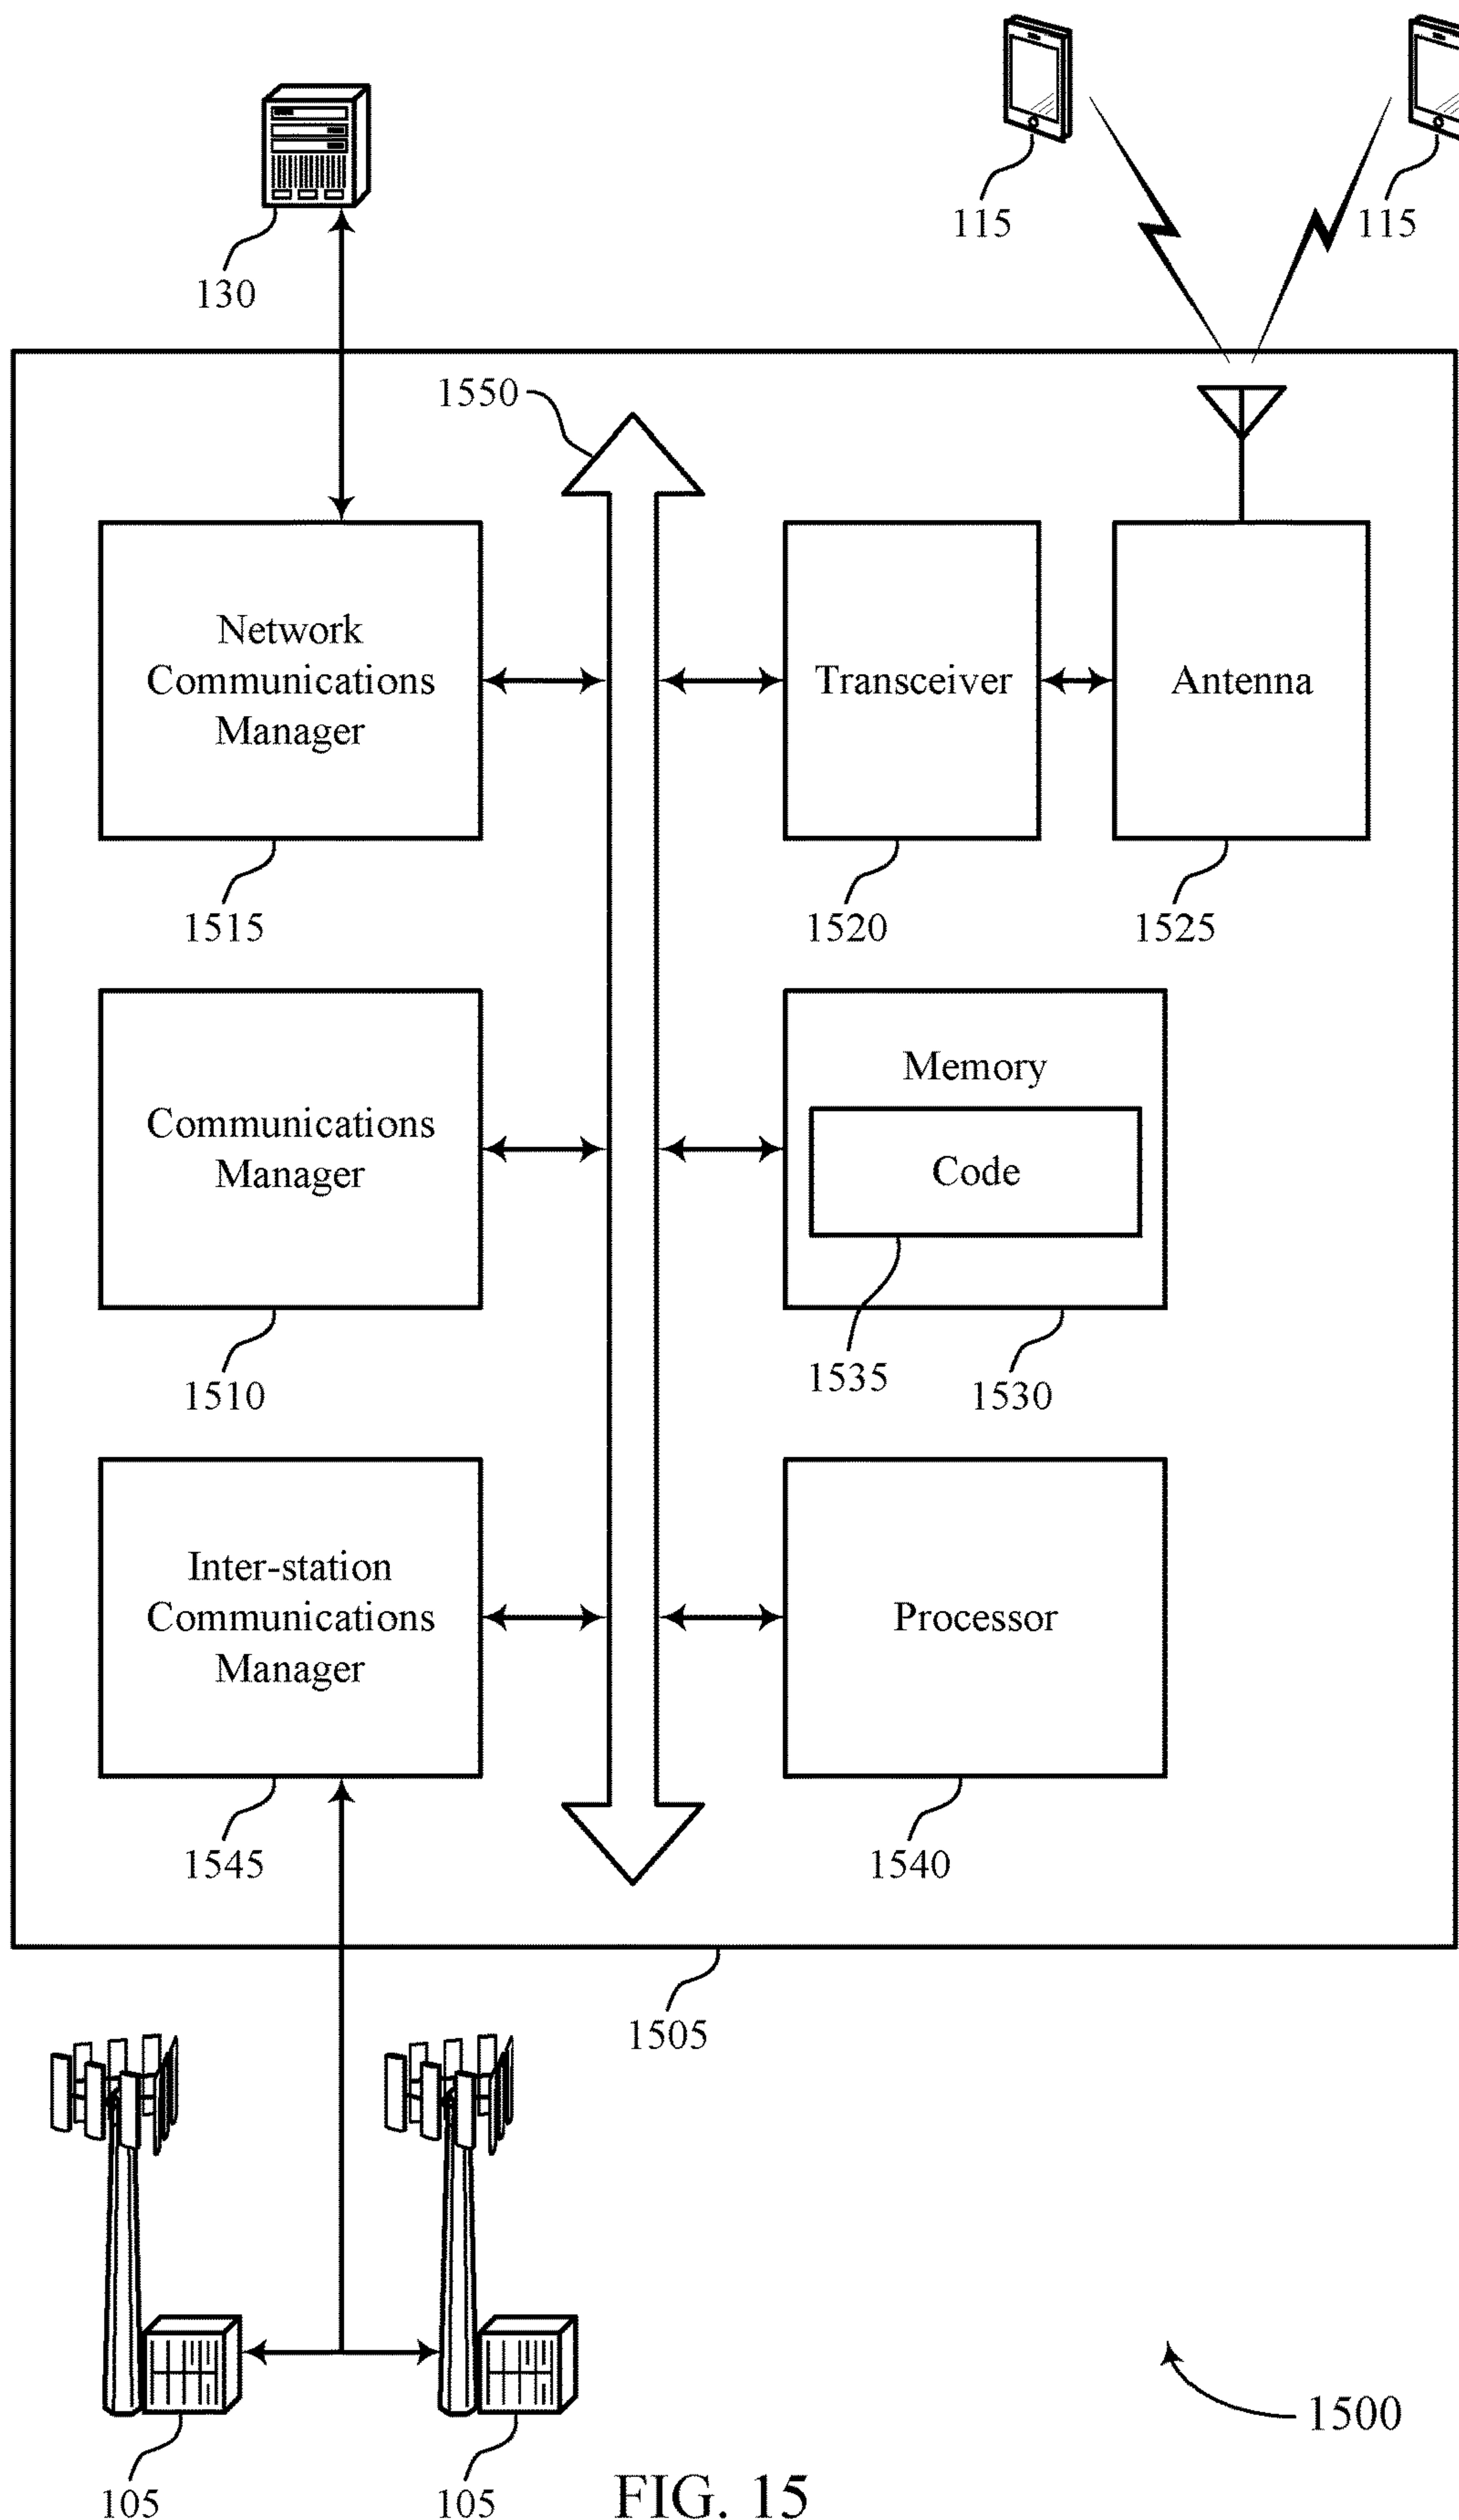 115
115
130
1550
Network
Communications
Manager
Transceiver
Antenna
1515
1520
1525
Communications
Manager
Memory
Code
1510
1535
1530
Inter-station
Communications
Manager
Processor
1545
1540
1505
1500
105
105
FIG. 15